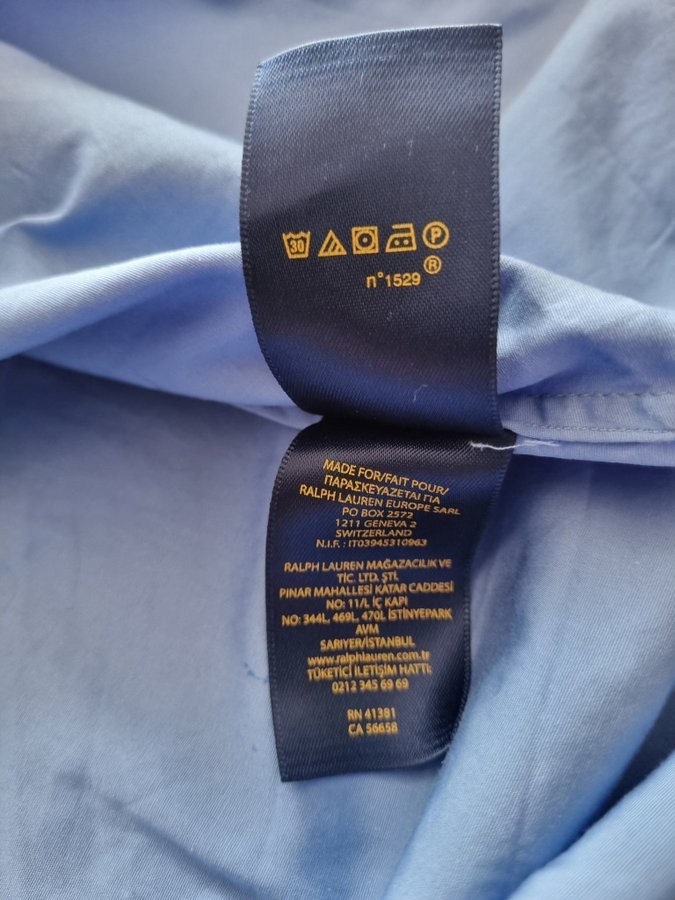 30 P
n°1529 ®
MADE FOR/FAIT POUR/
ΠΑΡΑΣΚΕΥΑΖΕΤΑΙ ΓΙΑ
RALPH LAUREN EUROPE SARL
PO BOX 2572
1211 GENEVA 2
SWITZERLAND
N.I.F. : IT03945310963
RALPH LAUREN MAĞAZACILIK VE
TİC. LTD. ŞTİ.
PINAR MAHALLESİ KATAR CADDESİ
NO: 11/L İÇ KAPI
NO: 344L, 469L, 470L İSTİNYEPARK
AVM
SARIYER/İSTANBUL
www.ralphlauren.com.tr
TÜKETİCİ İLETİŞİM HATTI:
0212 345 69 69
RN 41381
CA 56658